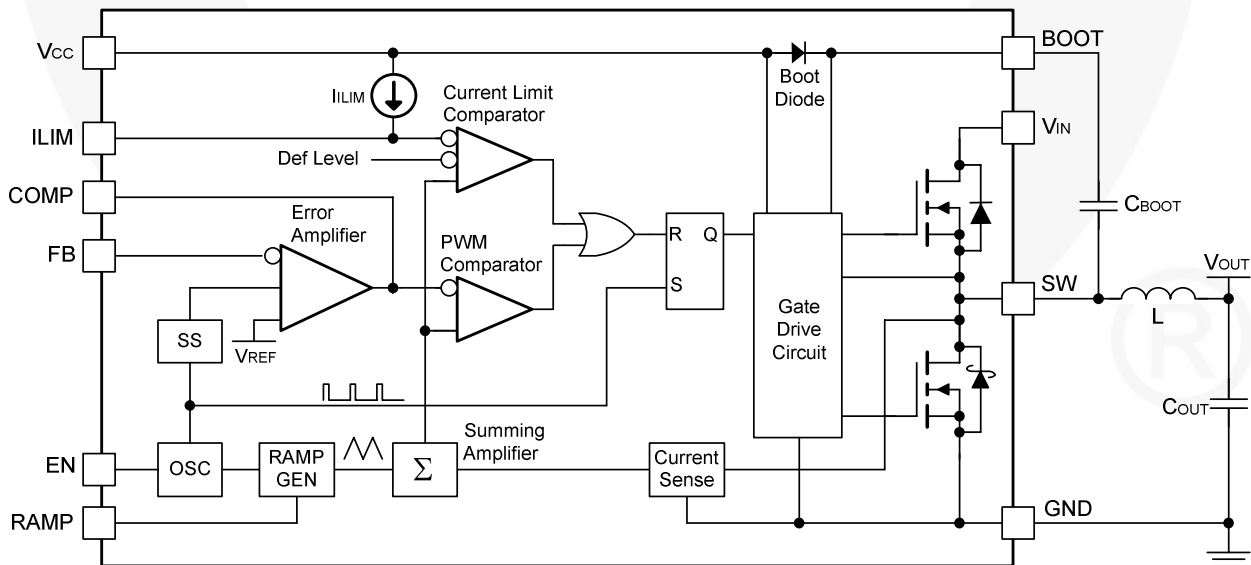 VCC
BOOT
Boot
Diode
IILIM
Current Limit
Comparator
ILIM
VIN
Def Level
COMP
CBOOT
Error
Amplifier
FB
PWM
Comparator
R
Q
S
VOUT
SW
L
Gate
Drive
Circuit
SS
VREF
COUT
Summing
Amplifier
EN
OSC
RAMP
GEN
Σ
Current
Sense
RAMP
GND
®